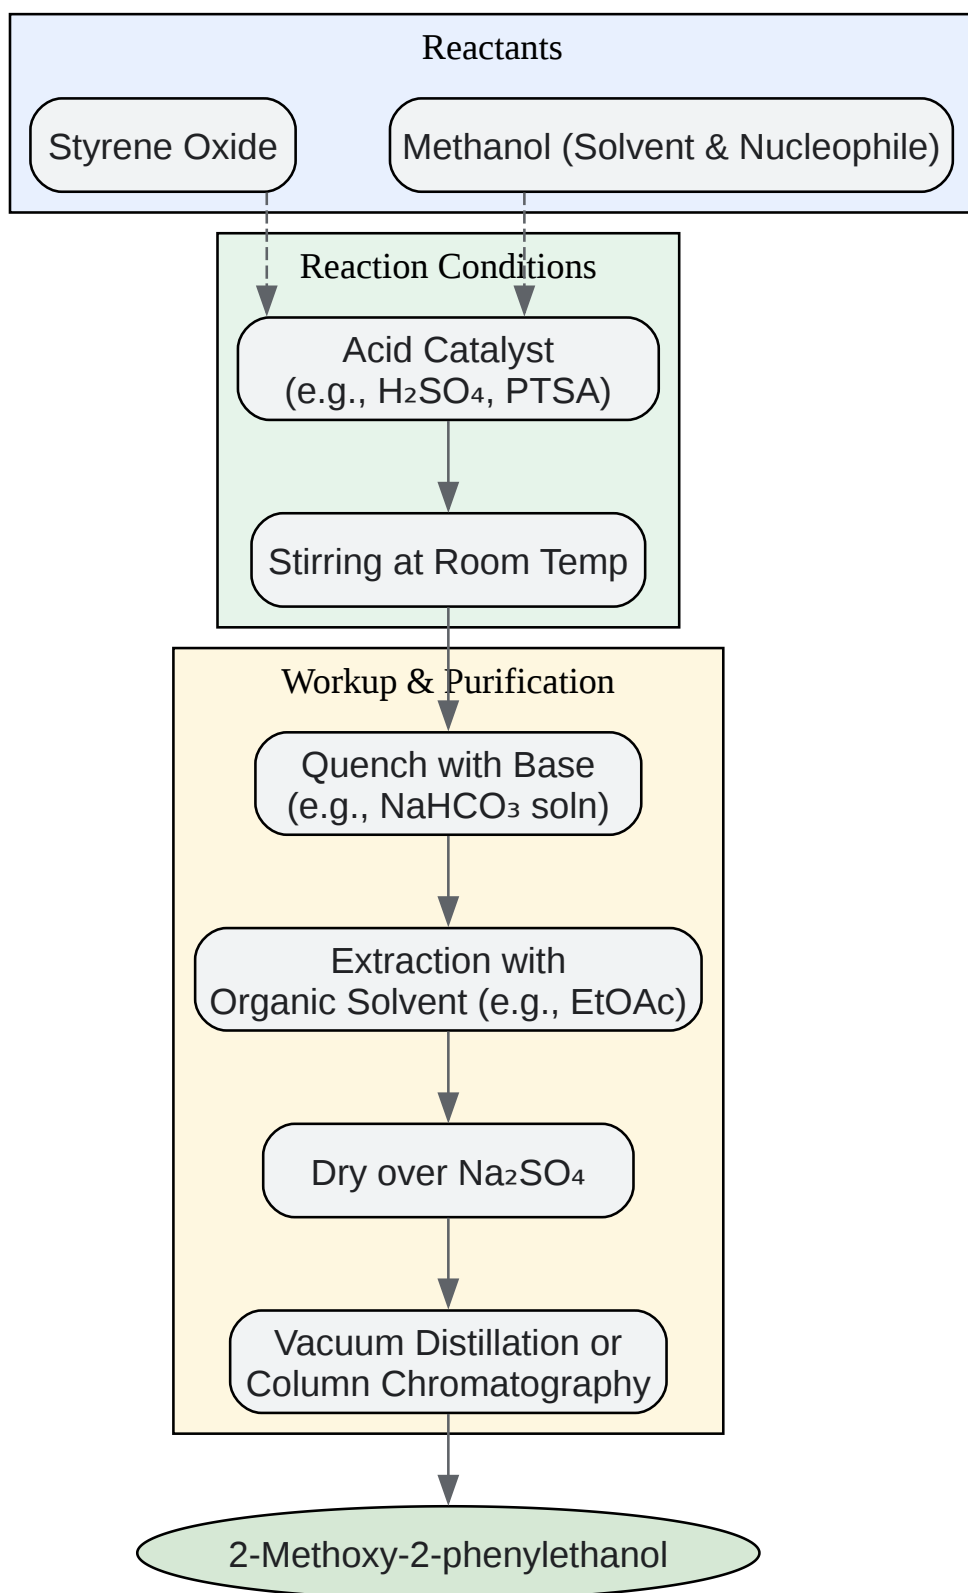 Reactants
Styrene Oxide
Methanol (Solvent & Nucleophile)
Reaction Conditions
Acid Catalyst
(e.g., H₂SO₄, PTSA)
Stirring at Room Temp
Workup & Purification
Quench with Base
(e.g., NaHCO₃ soln)
Extraction with
Organic Solvent (e.g., EtOAc)
Dry over Na₂SO₄
Vacuum Distillation or
Column Chromatography
2-Methoxy-2-phenylethanol